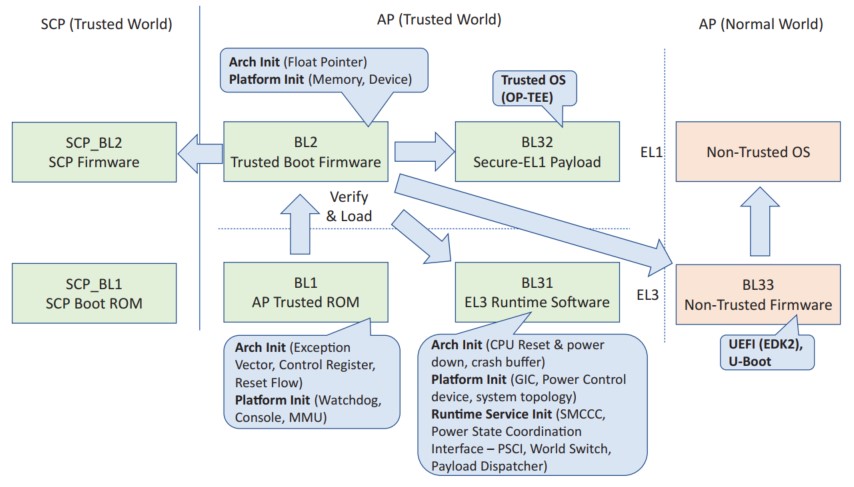 SCP (Trusted World)
AP (Trusted World)
AP (Normal World)
Arch Init (Float Pointer)
Platform Init (Memory, Device)
Trusted OS
(OP-TEE)
SCP_BL2
SCP Firmware
BL2
Trusted Boot Firmware
BL32
Secure-EL1 Payload
EL1
Non-Trusted OS
Verify
& Load
SCP_BL1
SCP Boot ROM
BL1
AP Trusted ROM
BL31
EL3 Runtime Software
EL3
BL33
Non-Trusted Firmware
Arch Init (Exception
Vector, Control Register,
Reset Flow)
Platform Init (Watchdog,
Console, MMU)
Arch Init (CPU Reset & power
down, crash buffer)
Platform Init (GIC, Power Control
device, system topology)
Runtime Service Init (SMCCC,
Power State Coordination
Interface – PSCI, World Switch,
Payload Dispatcher)
UEFI (EDK2),
U-Boot